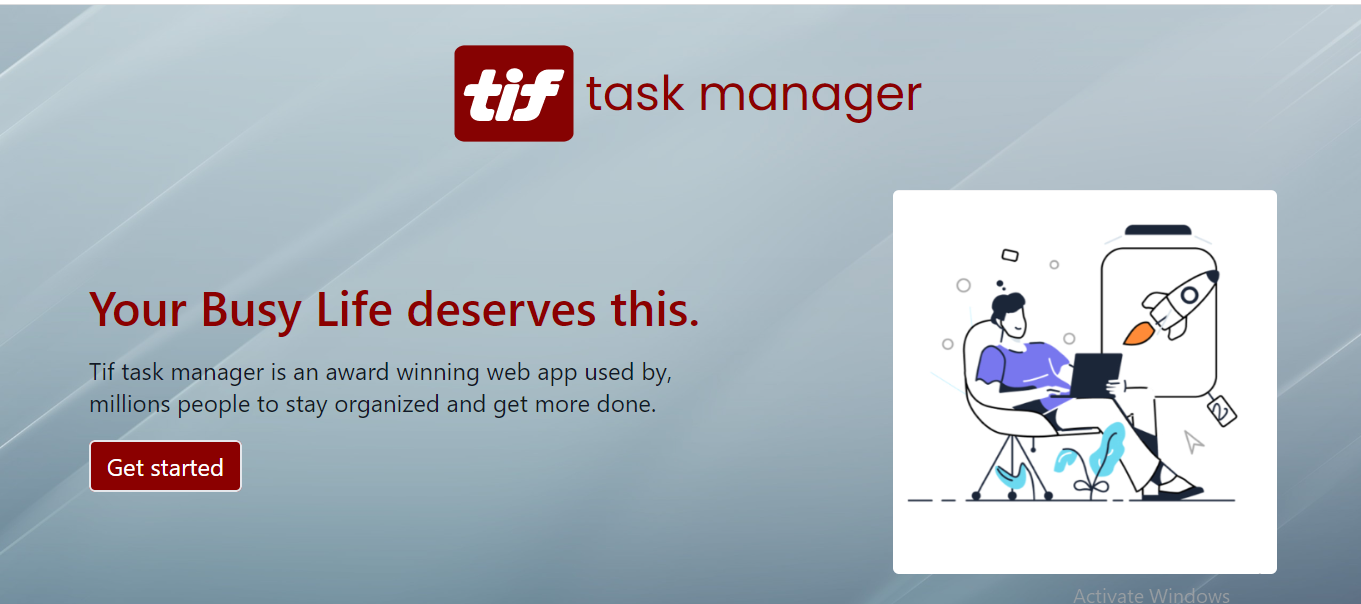 tif task manager
Your Busy Life deserves this.
Tif task manager is an award winning web app used by,
millions people to stay organized and get more done.
Get started
Activate Windows